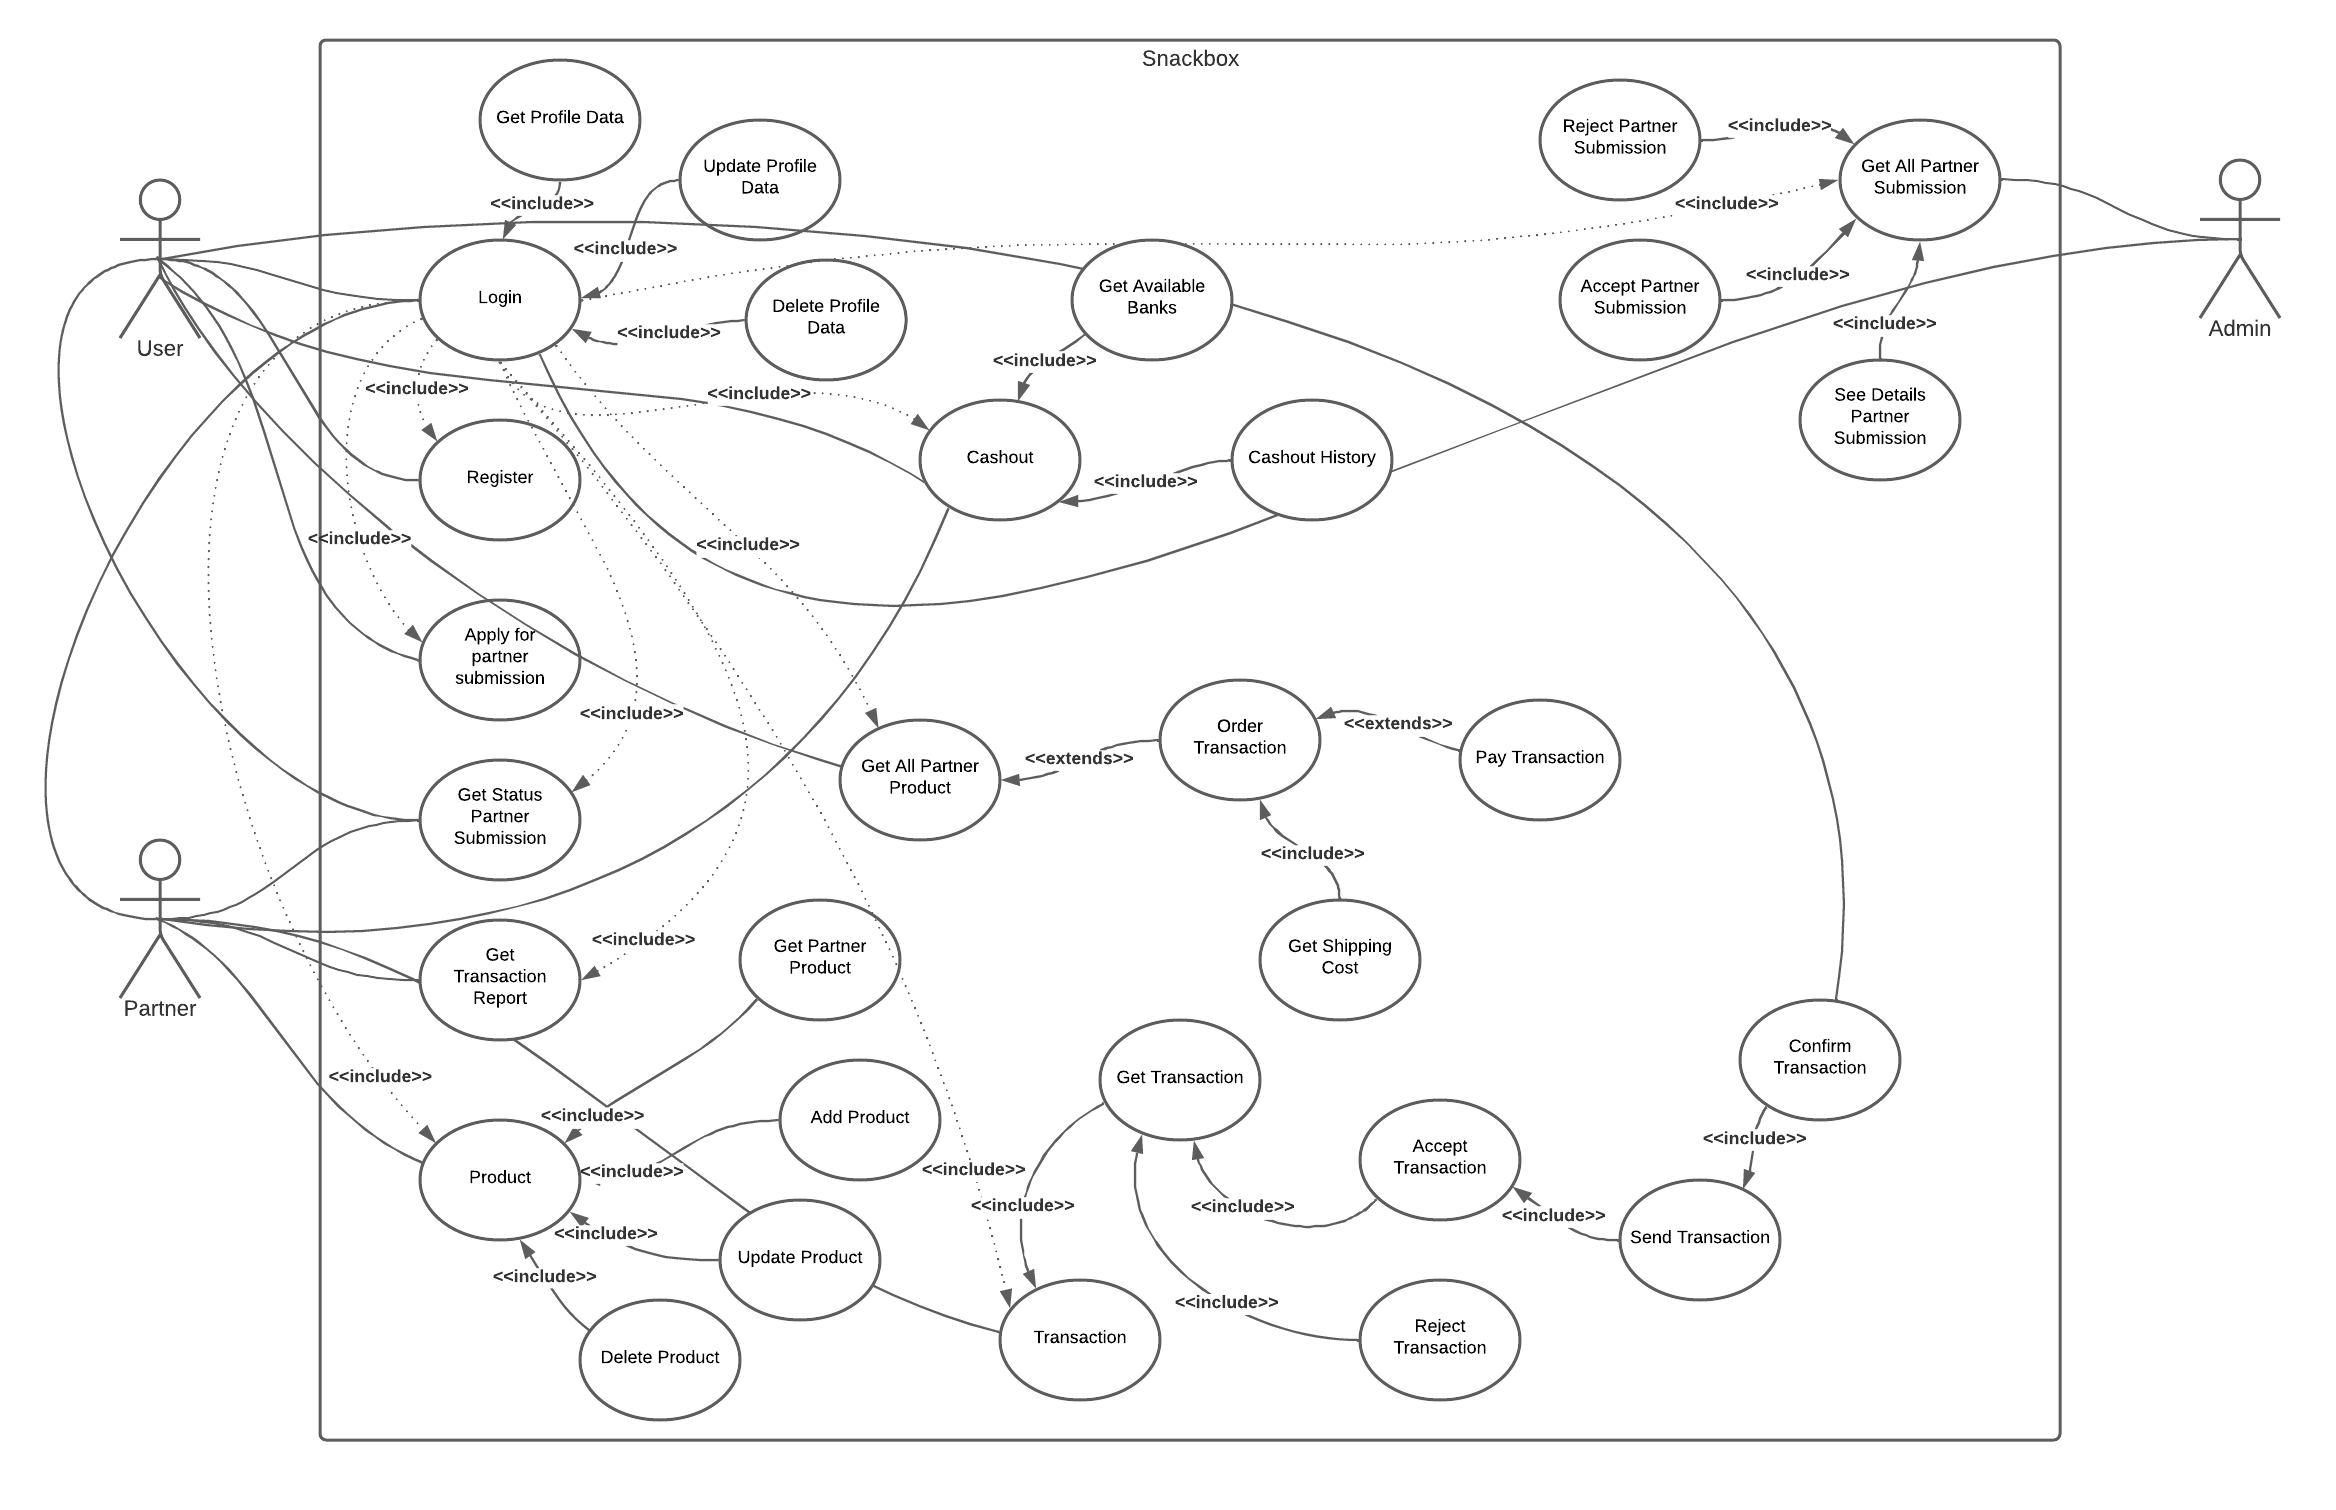 Snackbox
Get Profile Data
Update Profile
Data
Reject Partner
Submission
<<include>>
Get All Partner
Submission
<<include>>
<<include>>
<<include>>
User
Login
Delete Profile
Data
<<include>>
Get Available
Banks
Accept Partner
Submission
<<include>>
Admin
<<include>>
<<include>>
<<include>>
<<include>>
See Details
Partner
Submission
Register
Cashout
Cashout History
<<include>>
<<include>>
<<include>>
Apply for
partner
submission
<<include>>
Order
Transaction
<<extends>>
Pay Transaction
Get Status
Partner
Submission
Get All Partner
Product
<<extends>>
<<include>>
Partner
Get
Transaction
Report
<<include>>
Get Partner
Product
Get Shipping
Cost
<<include>>
<<include>>
Get Transaction
Confirm
Transaction
Add Product
<<include>>
Product
<<include>>
<<include>>
Accept
Transaction
<<include>>
<<include>>
<<include>>
<<include>>
Send Transaction
Update Product
<<include>>
Delete Product
Transaction
<<include>>
Reject
Transaction